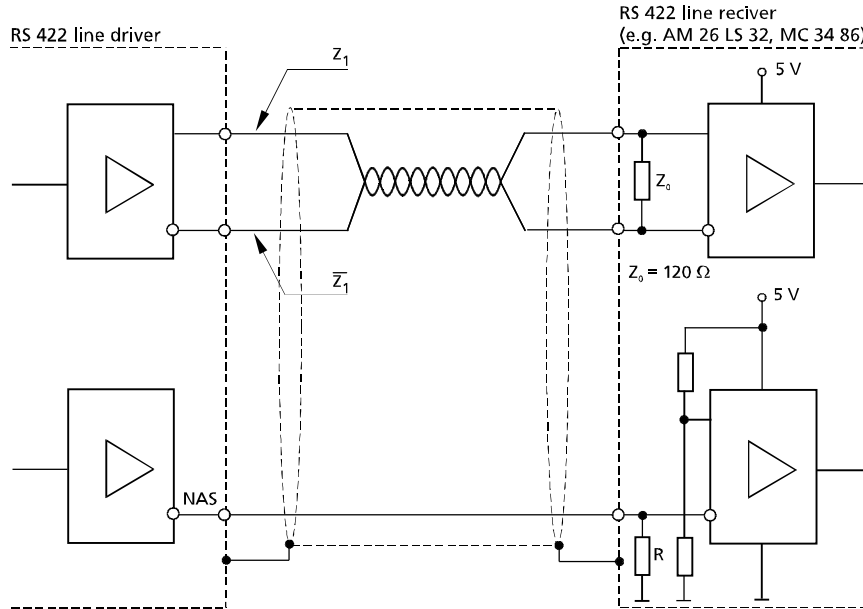 RS 422 line driver
RS 422 line reciver
(e.g. AM 26 LS 32, MC 34 86)
Z₁
5 V
Z₀
Z̅₁
Z₀ = 120 Ω
5 V
NAS
R